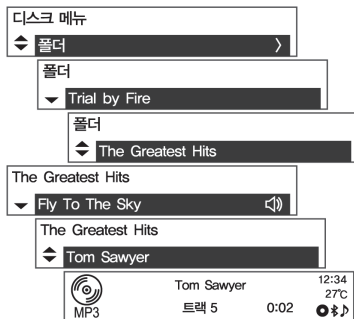 디스크 메뉴
폴더
폴더
Trial by Fire
폴더
The Greatest Hits
The Greatest Hits
Fly To The Sky
The Greatest Hits
Tom Sawyer
Tom Sawyer
12:34
27℃
MP3
트랙 5
0:02